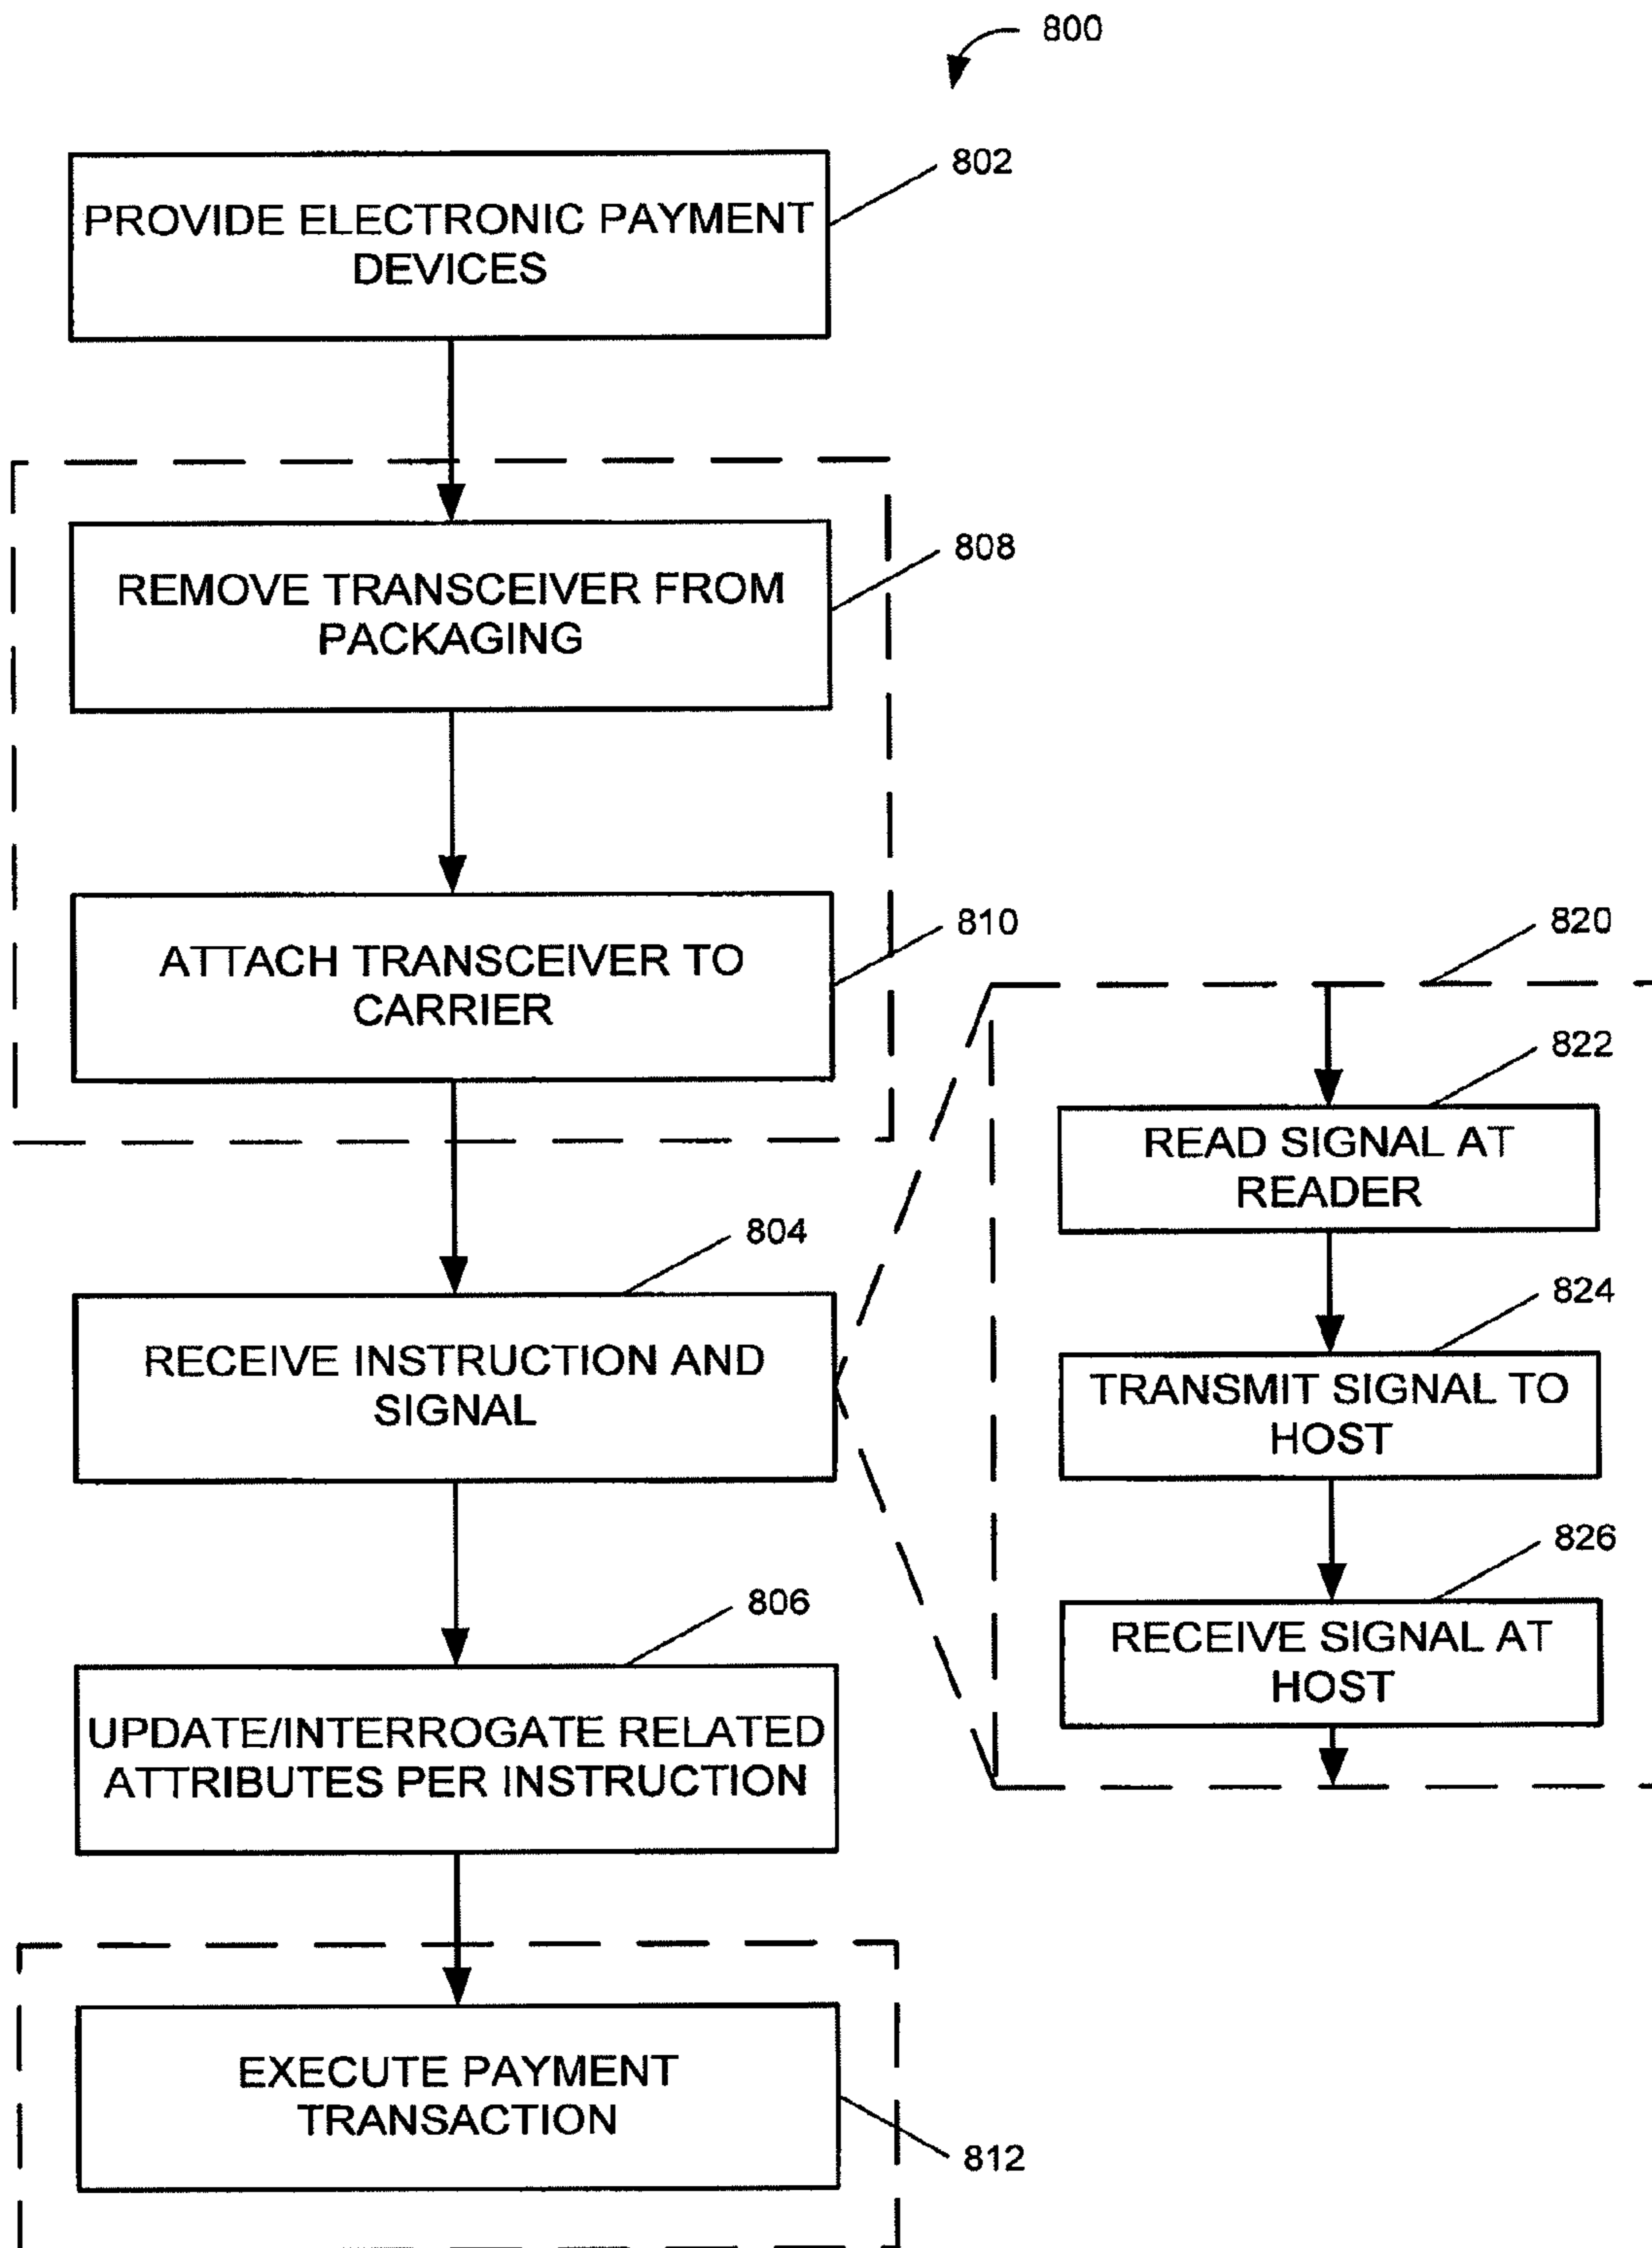 800
802
PROVIDE ELECTRONIC PAYMENT
DEVICES
808
REMOVE TRANSCEIVER FROM
PACKAGING
810
ATTACH TRANSCEIVER TO
CARRIER
804
RECEIVE INSTRUCTION AND
SIGNAL
806
UPDATE/INTERROGATE RELATED
ATTRIBUTES PER INSTRUCTION
EXECUTE PAYMENT
TRANSACTION
812
820
822
READ SIGNAL AT
READER
824
TRANSMIT SIGNAL TO
HOST
826
RECEIVE SIGNAL AT
HOST